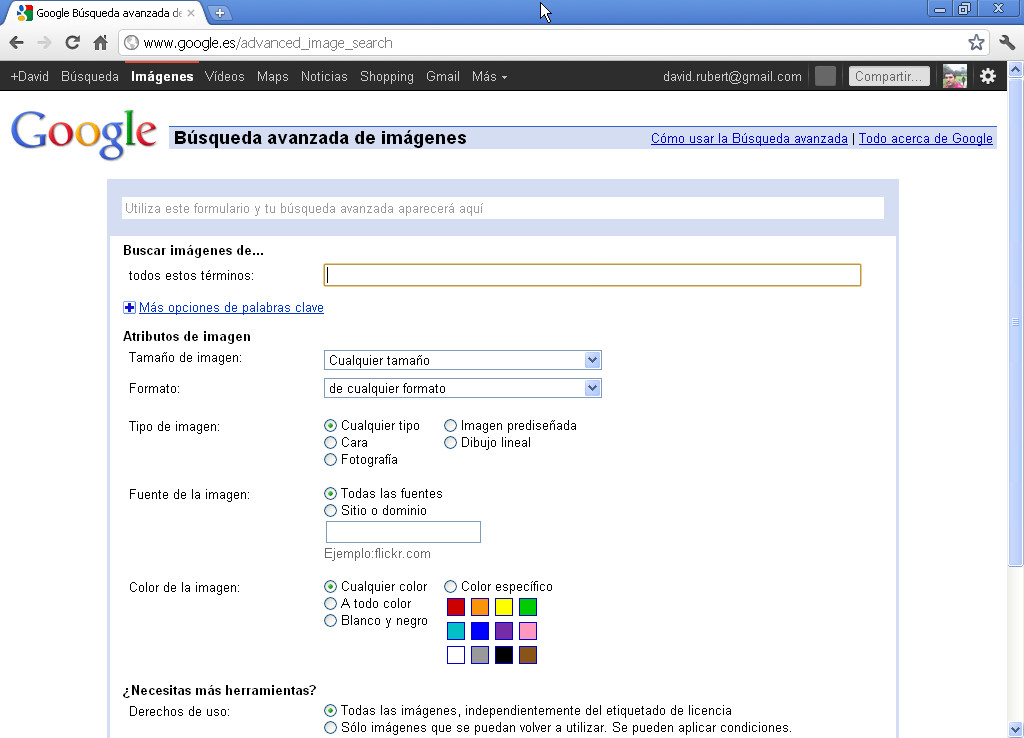 Google Búsqueda avanzada de
www.google.es/advanced_image_search
+David Búsqueda Imágenes Vídeos Maps Noticias Shopping Gmail Más david.rubert@gmail.com Compartir...
Google Búsqueda avanzada de imágenes Cómo usar la Búsqueda avanzada | Todo acerca de Google
Utiliza este formulario y tu búsqueda avanzada aparecerá aquí
Buscar imágenes de...
todos estos términos:
Más opciones de palabras clave
Atributos de imagen
Tamaño de imagen: Cualquier tamaño
Formato: de cualquier formato
Tipo de imagen: Cualquier tipo Imagen prediseñada
Cara Dibujo lineal
Fotografía
Fuente de la imagen: Todas las fuentes
Sitio o dominio
Ejemplo:flickr.com
Color de la imagen: Cualquier color Color específico
A todo color
Blanco y negro
¿Necesitas más herramientas?
Derechos de uso: Todas las imágenes, independientemente del etiquetado de licencia
Sólo imágenes que se puedan volver a utilizar. Se pueden aplicar condiciones.